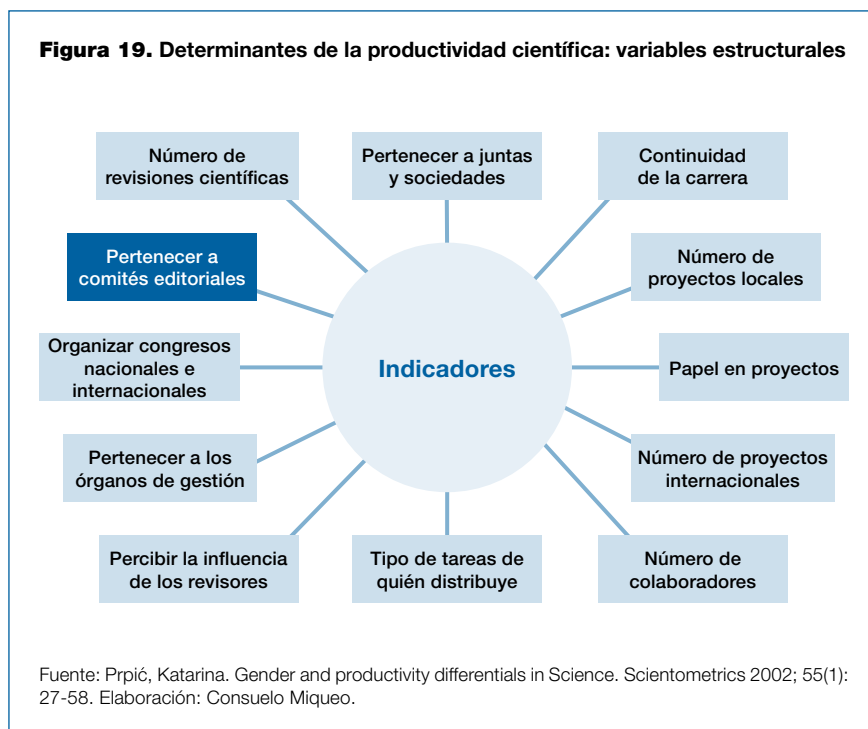 Figura 19. Determinantes de la productividad científica: variables estructurales
Número de
revisiones científicas
Pertenecer a juntas
y sociedades
Continuidad
de la carrera
Pertenecer a
comités editoriales
Número de
proyectos locales
Organizar congresos
nacionales e
internacionales
Indicadores
Papel en proyectos
Pertenecer a los
órganos de gestión
Número de proyectos
internacionales
Percibir la influencia
de los revisores
Tipo de tareas de
quién distribuye
Número de
colaboradores
Fuente: Prpić, Katarina. Gender and productivity differentials in Science. Scientometrics 2002; 55(1):
27-58. Elaboración: Consuelo Miqueo.